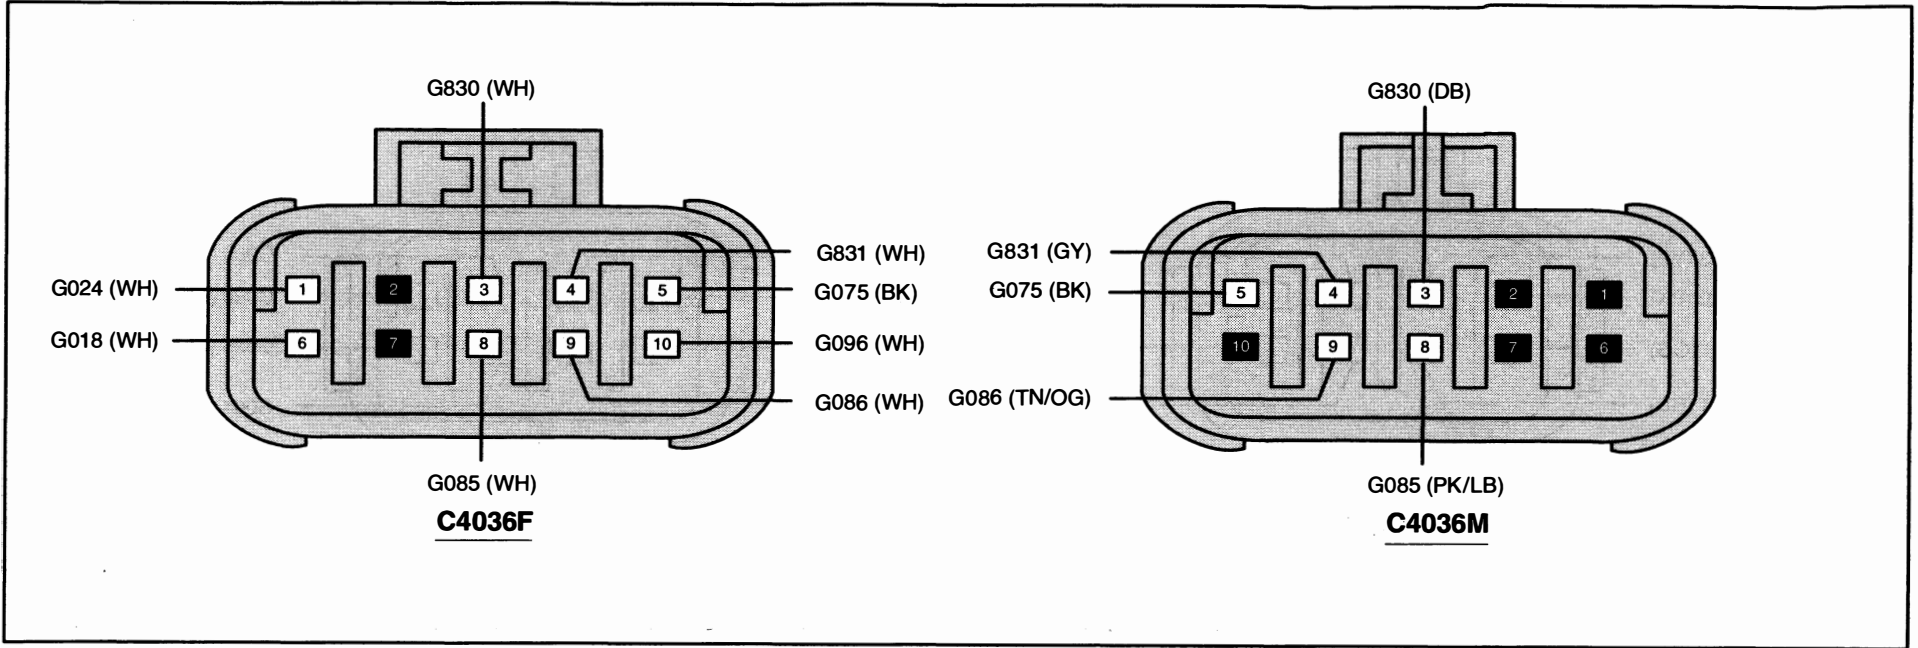 G830 (WH)
G830 (DB)
G831 (WH)
G831 (GY)
G024 (WH)
1
2
3
4
5
G075 (BK)
G075 (BK)
5
4
3
2
1
G018 (WH)
6
7
8
9
10
G096 (WH)
10
9
8
7
6
G086 (WH)
G086 (TN/OG)
G085 (WH)
G085 (PK/LB)
C4036F
C4036M